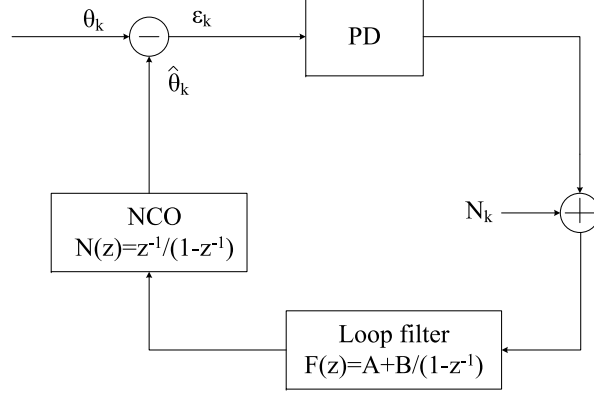 θₖ
εₖ
PD
θ̂ₖ
NCO
N(z)=z⁻¹/(1-z⁻¹)
Nₖ
Loop filter
F(z)=A+B/(1-z⁻¹)